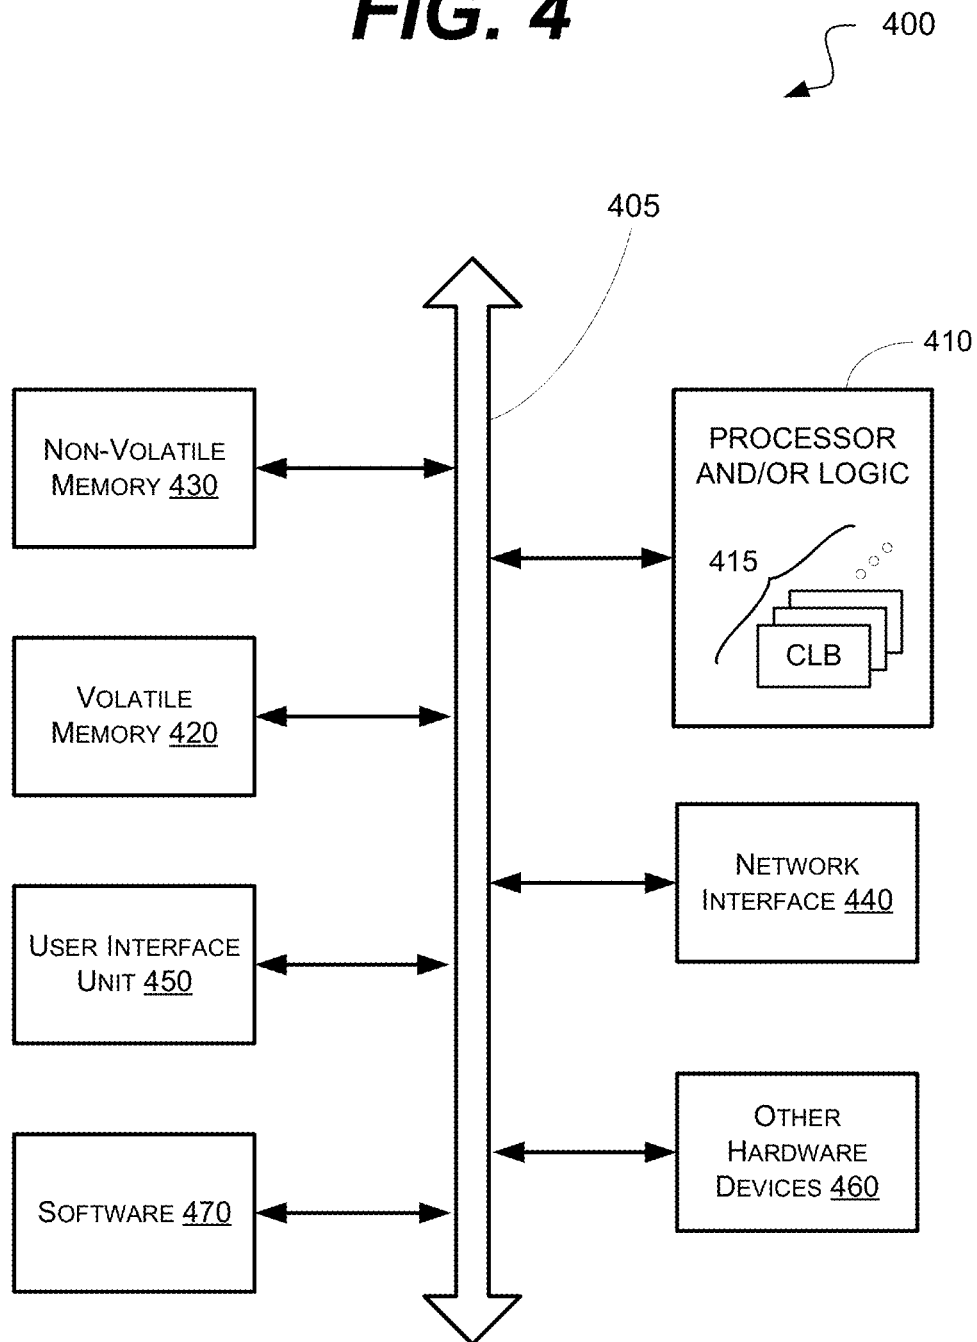 FIG. 4
400
405
410
NON-VOLATILE
MEMORY 430
PROCESSOR
AND/OR LOGIC
415
CLB
VOLATILE
MEMORY 420
NETWORK
INTERFACE 440
USER INTERFACE
UNIT 450
OTHER
HARDWARE
DEVICES 460
SOFTWARE 470